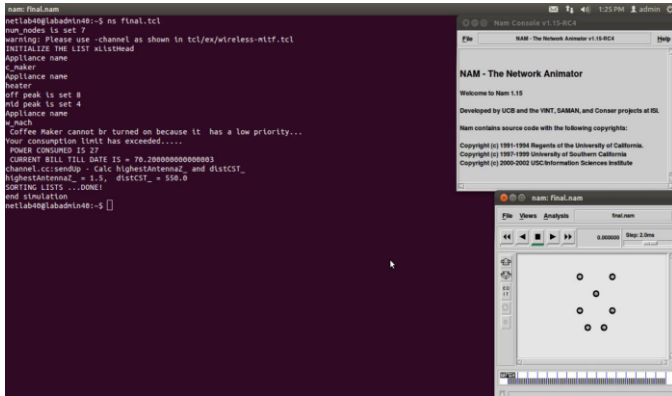 nam: final.nam
1:25 PM
admin
netlab40@labadmin40:~$ ns final.tcl
num_nodes is set 7
warning: Please use -channel as shown in tcl/ex/wireless-mitf.tcl
INITIALIZE THE LIST xListHead
Appliance name
c_maker
Appliance name
heater
off peak is set 8
mid peak is set 4
Appliance name
w_mach
Coffee Maker cannot br turned on because it has a low priority...
Your consumption limit has exceeded.....
POWER CONSUMED IS 27
CURRENT BILL TILL DATE IS = 70.200000000000003
channel.cc:sendUp - Calc highestAntennaZ_ and distCST_
highestAntennaZ_ = 1.5, distCST_ = 550.0
SORTING LISTS ...DONE!
end simulation
netlab40@labadmin40:~$
Nam Console v1.15-RC4
File
NAM - The Network Animator v1.15-RC4
Help
NAM - The Network Animator
Welcome to Nam 1.15
Developed by UCB and the VINT, SAMAN, and Conser projects at ISI.
Nam contains source code with the following copyrights:
Copyright (c) 1991-1994 Regents of the University of California.
Copyright (c) 1997-1999 University of Southern California
Copyright (c) 2000-2002 USC/Information Sciences Institute
nam: final.nam
File Views Analysis
final.nam
0.000000
Step: 2.0ms